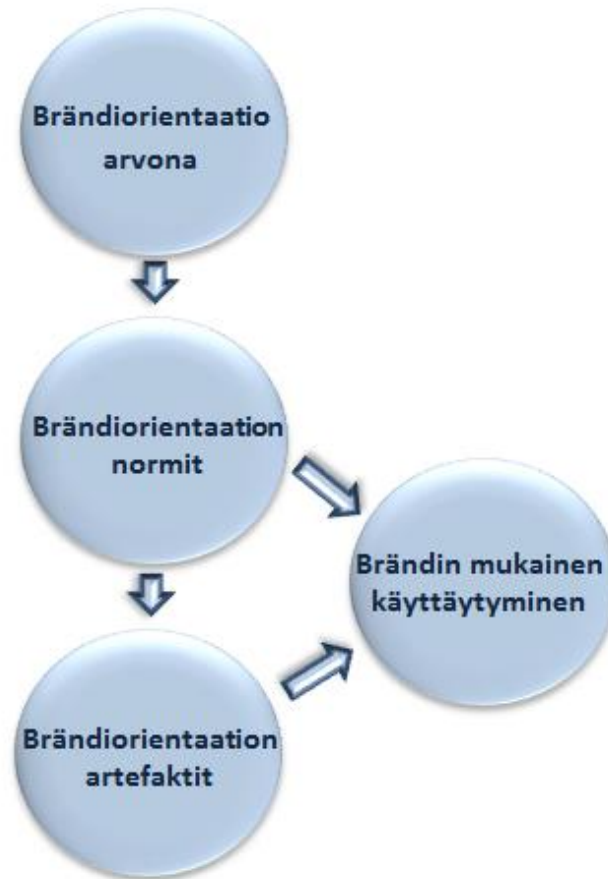 Brändiorientaatio
arvona
Brändiorientaation
normit
Brändin mukainen
käyttäytyminen
Brändiorientaation
artefaktit